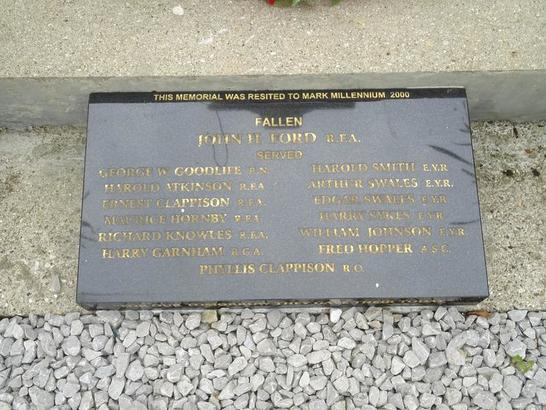 THIS MEMORIAL WAS RESITED TO MARK MILLENNIUM 2000
FALLEN
JOHN H. FORD R.F.A.
SERVED
GEORGE W GOODLIFE R.N. HAROLD SMITH E.Y.R
HAROLD ATKINSON R.F.A ARTHUR SWALES E.Y.R.
ERNEST CLAPPISON R.F.A. EDGAR SWALES E.Y.R
MAURICE HORNBY R.F.A. HARRY SYKES E.Y.R
RICHARD KNOWLES R.F.A. WILLIAM JOHNSON E.Y.R
HARRY GARNHAM R.G.A. FRED HOPPER A.S.C.
PHYLLIS CLAPPISON R.O.